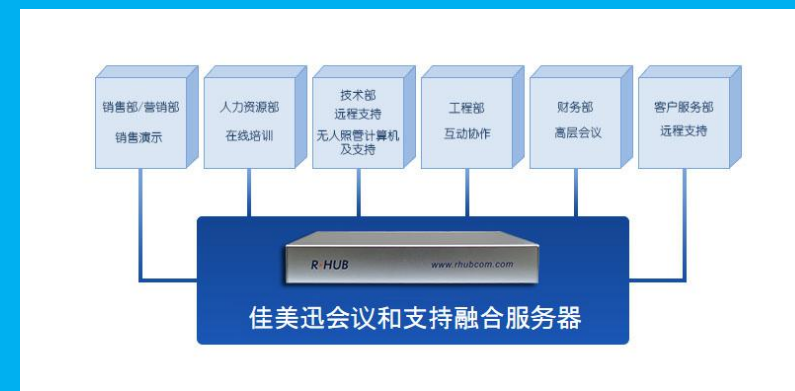 销售部/营销部
销售演示
人力资源部
在线培训
技术部
远程支持
无人照管计算机
及支持
工程部
互动协作
财务部
高层会议
客户服务部
远程支持
R HUB
www.rhubcom.com
佳美迅会议和支持融合服务器